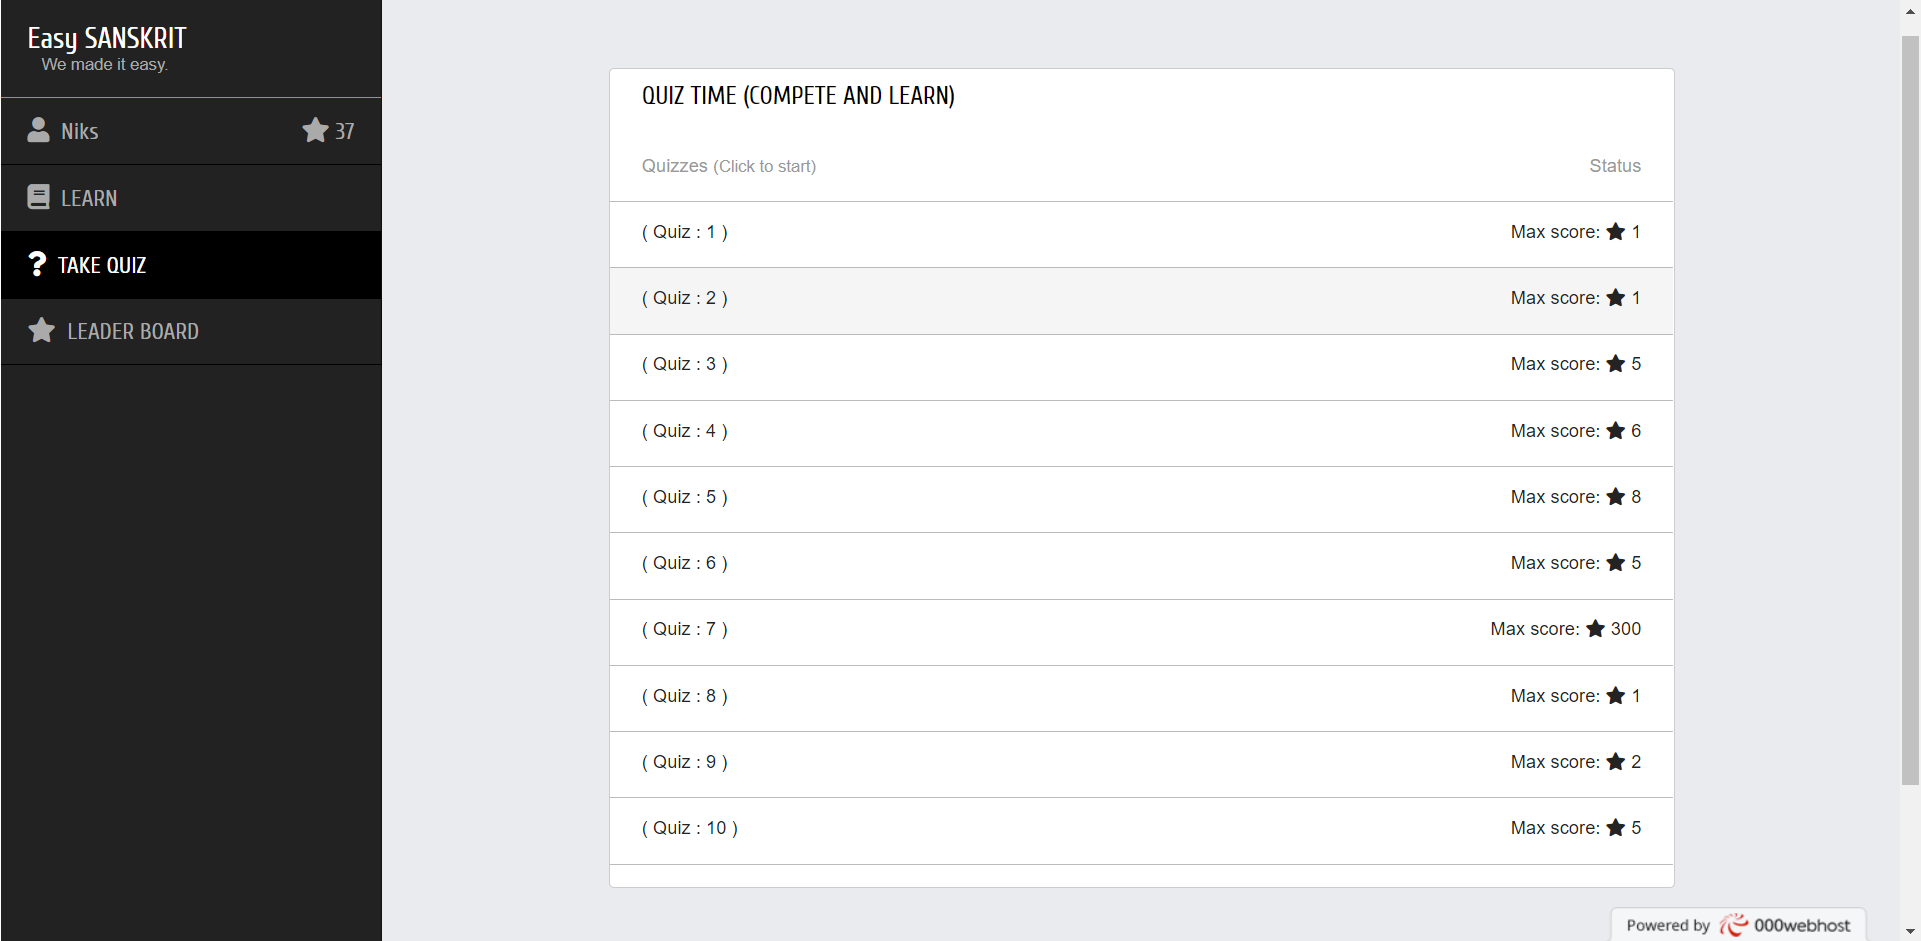 Easy SANSKRIT
We made it easy.
Niks 37
LEARN
TAKE QUIZ
LEADER BOARD
QUIZ TIME (COMPETE AND LEARN)
Quizzes (Click to start) Status
( Quiz : 1 ) Max score: 1
( Quiz : 2 ) Max score: 1
( Quiz : 3 ) Max score: 5
( Quiz : 4 ) Max score: 6
( Quiz : 5 ) Max score: 8
( Quiz : 6 ) Max score: 5
( Quiz : 7 ) Max score: 300
( Quiz : 8 ) Max score: 1
( Quiz : 9 ) Max score: 2
( Quiz : 10 ) Max score: 5
Powered by 000webhost